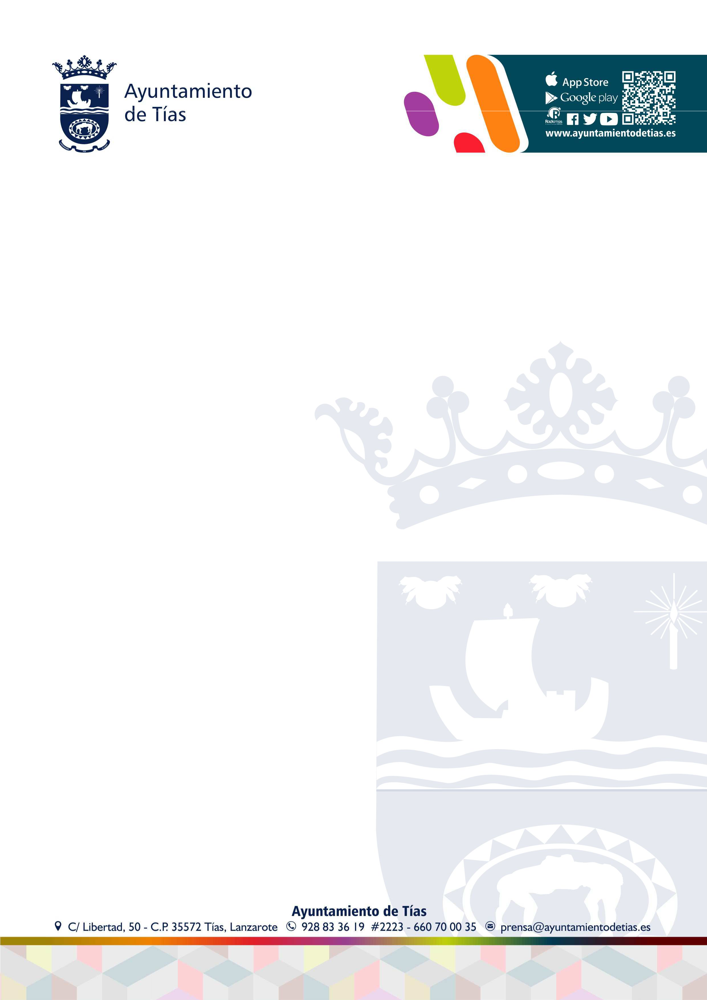 Ayuntamiento
de Tías
App Store
Google play
RadioTías
www.ayuntamientodetias.es
Ayuntamiento de Tías
C/ Libertad, 50 - C.P. 35572 Tías, Lanzarote 928 83 36 19 #2223 - 660 70 00 35 prensa@ayuntamientodetias.es